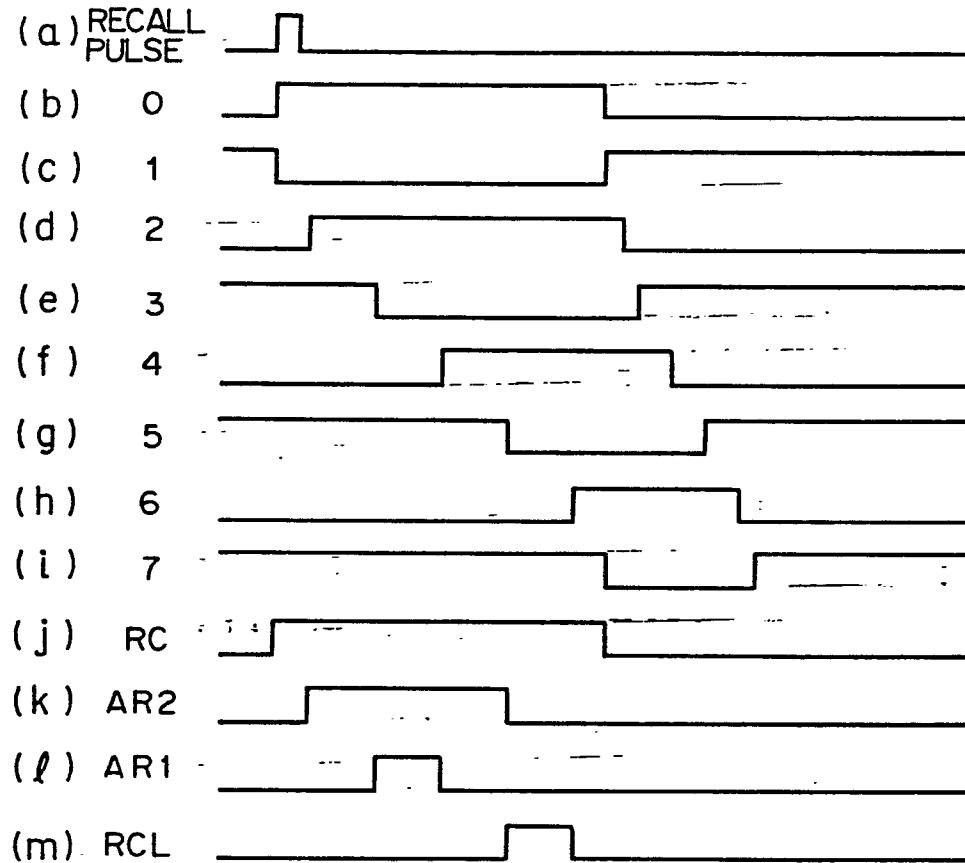 (a) RECALL PULSE
(b) 0
(c) 1
(d) 2
(e) 3
(f) 4
(g) 5
(h) 6
(i) 7
(j) RC
(k) AR2
(ℓ) AR1
(m) RCL